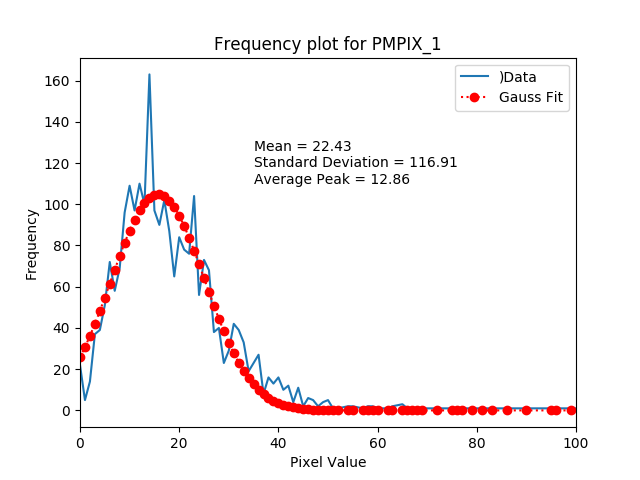 Frequency plot for PMPIX_1
)Data
Gauss Fit
Mean = 22.43
Standard Deviation = 116.91
Average Peak = 12.86
Frequency
160
140
120
100
80
60
40
20
0
0 20 40 60 80 100
Pixel Value